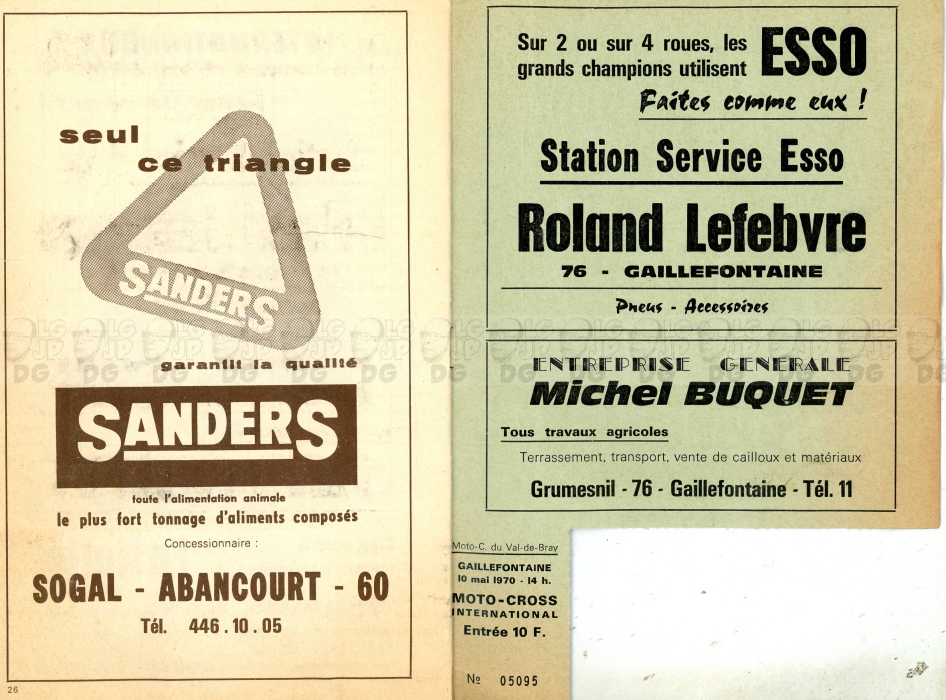 seul
ce triangle
SANDERS
garantit la qualité
SANDERS
toute l'alimentation animale
le plus fort tonnage d'aliments composés
Concessionnaire :
SOGAL - ABANCOURT - 60
Tél. 446.10.05
26
Sur 2 ou sur 4 roues, les
grands champions utilisent ESSO
Faites comme eux !
Station Service Esso
Roland Lefebvre
76 - GAILLEFONTAINE
Pneus - Accessoires
ENTREPRISE GENERALE
Michel BUQUET
Tous travaux agricoles
Terrassement, transport, vente de cailloux et matériaux
Grumesnil - 76 - Gaillefontaine - Tél. 11
Moto-C. du Val-de-Bray
GAILLEFONTAINE
10 mai 1970 - 14 h.
MOTO-CROSS
INTERNATIONAL
Entrée 10 F.
No 05095